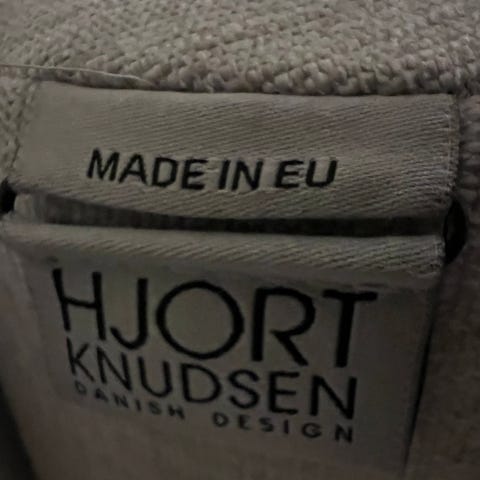 MADE IN EU
HJORT
KNUDSEN
DANISH DESIGN